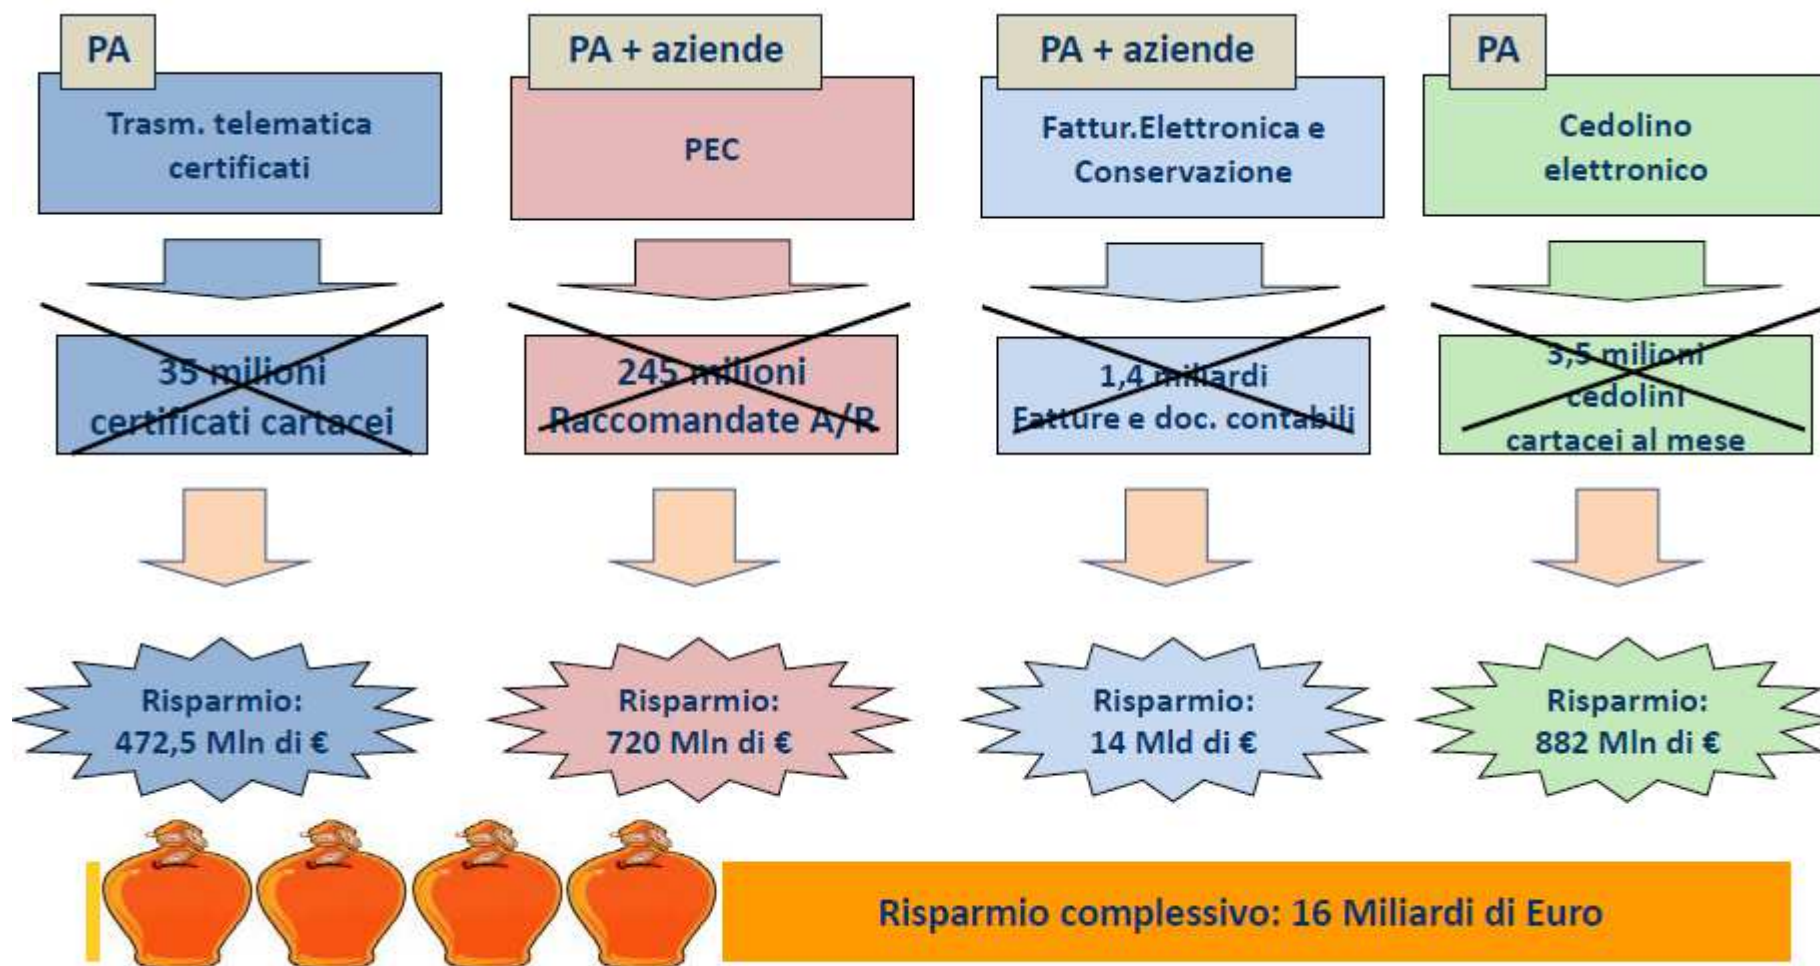 PA
Trasm. telematica
certificati
35 milioni
certificati cartacei
Risparmio:
472,5 Mln di €
PA + aziende
PEC
245 milioni
Raccomandate A/R
Risparmio:
720 Mln di €
PA + aziende
Fattur.Elettronica e
Conservazione
1,4 miliardi
Fatture e doc. contabili
Risparmio:
14 Mld di €
PA
Cedolino
elettronico
3,5 milioni
cedolini
cartacei al mese
Risparmio:
882 Mln di €
Risparmio complessivo: 16 Miliardi di Euro